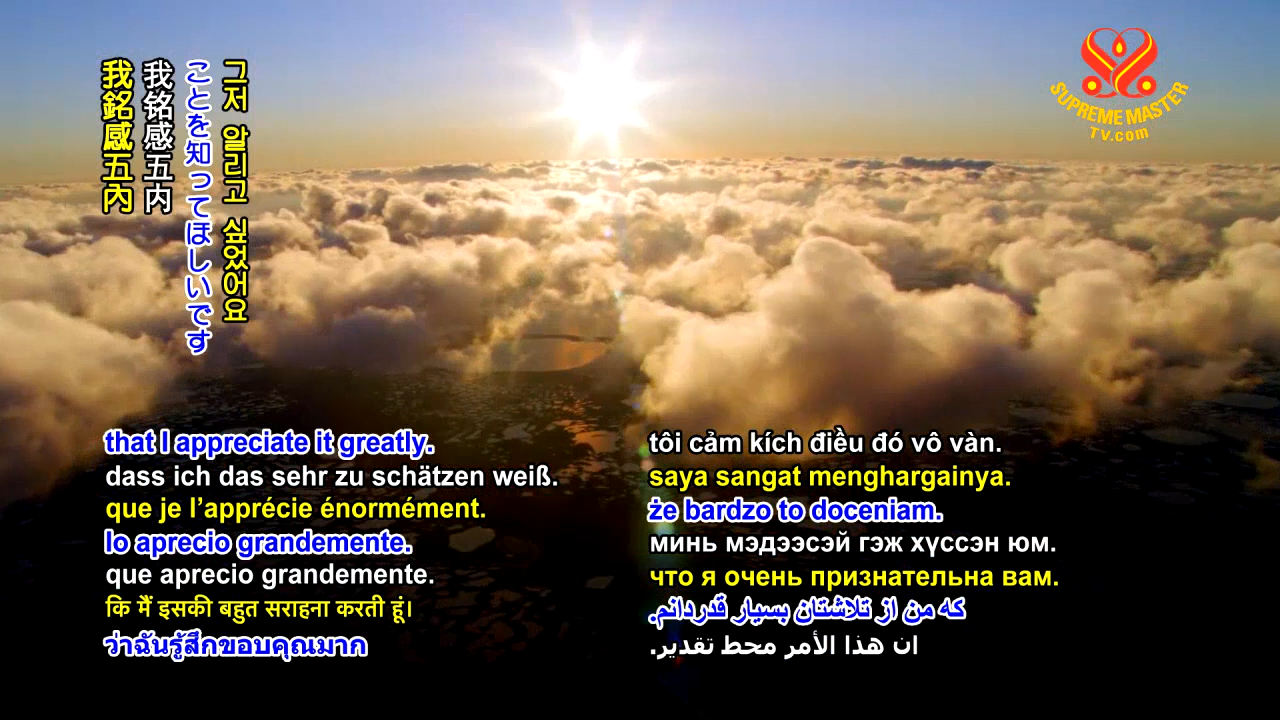 我銘感五內
我铭感五内
ことを知ってほしいです
그저 알리고 싶었어요
SUPREME MASTER
TV.com
that I appreciate it greatly.
dass ich das sehr zu schätzen weiß.
que je l’apprécie énormément.
lo aprecio grandemente.
que aprecio grandemente.
कि मैं इसकी बहुत सराहना करती हूं।
ว่าฉันรู้สึกขอบคุณมาก
tôi cảm kích điều đó vô vàn.
saya sangat menghargainya.
że bardzo to doceniam.
минь мэдээсэй гэж хүссэн юм.
что я очень признательна вам.
که من از تلاشتان بسیار قدردانم.
ان هذا الأمر محط تقدير.